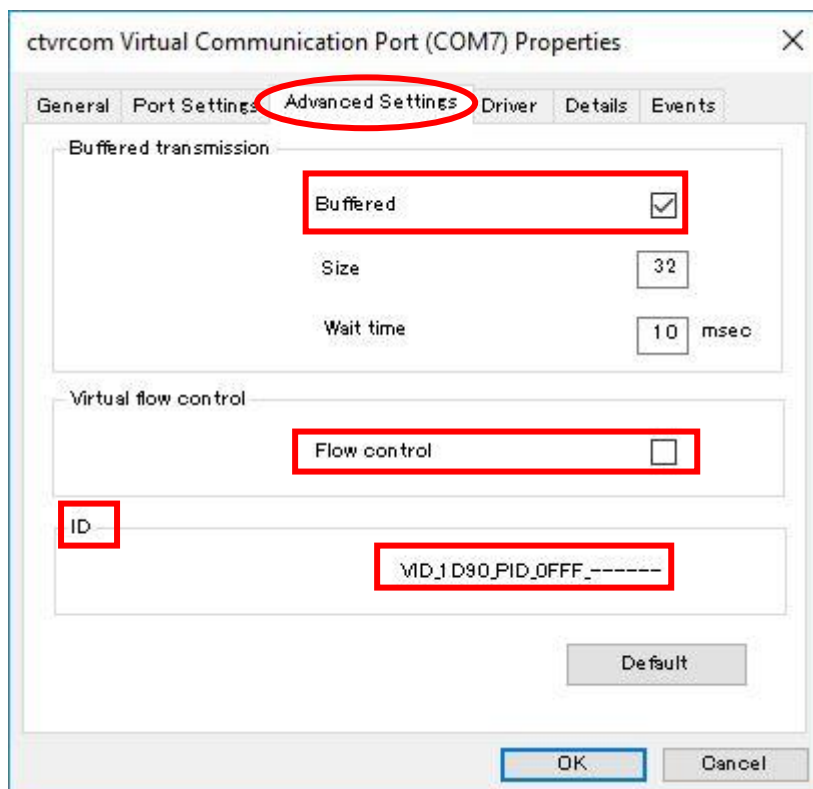 ctvrcom Virtual Communication Port (COM7) Properties
General Port Settings Advanced Settings Driver Details Events
Buffered transmission
Buffered
Size 32
Wait time 10 msec
Virtual flow control
Flow control
ID
VID_1D90_PID_0FFF_------
Default
OK Cancel